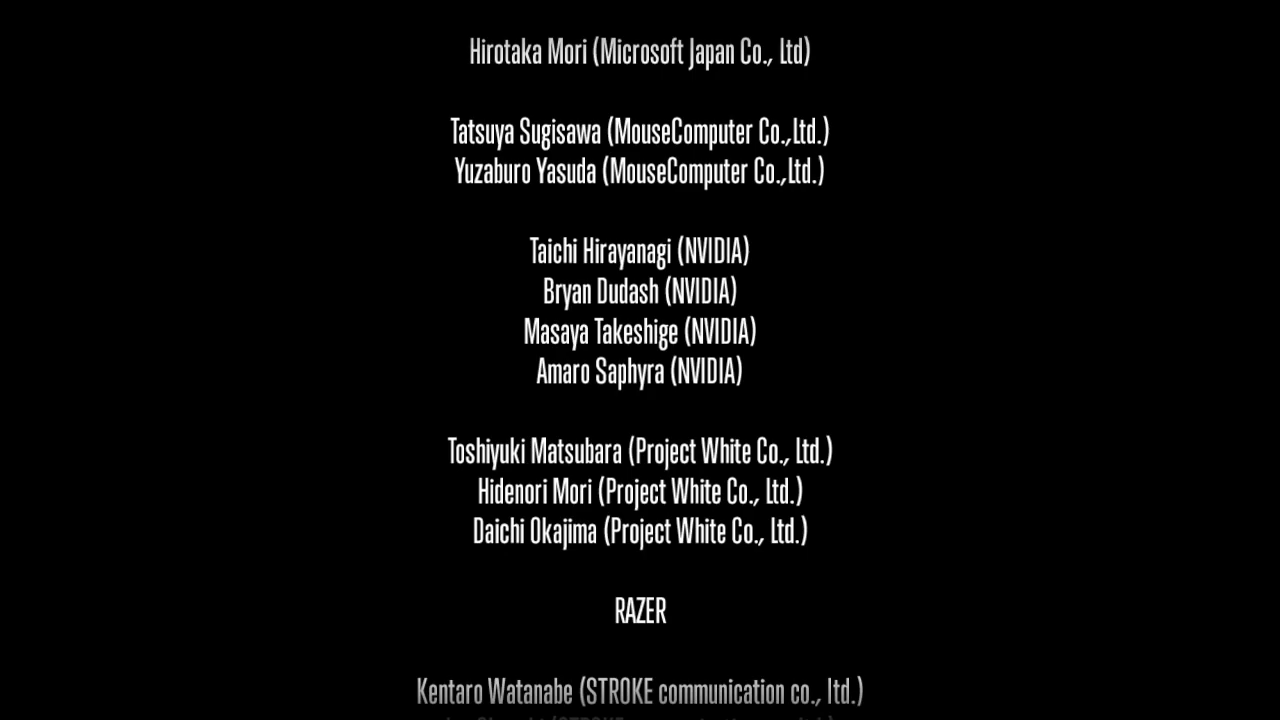 Hirotaka Mori (Microsoft Japan Co., Ltd)
Tatsuya Sugisawa (MouseComputer Co.,Ltd.)
Yuzaburo Yasuda (MouseComputer Co.,Ltd.)
Taichi Hirayanagi (NVIDIA)
Bryan Dudash (NVIDIA)
Masaya Takeshige (NVIDIA)
Amaro Saphyra (NVIDIA)
Toshiyuki Matsubara (Project White Co., Ltd.)
Hidenori Mori (Project White Co., Ltd.)
Daichi Okajima (Project White Co., Ltd.)
RAZER
Kentaro Watanabe (STROKE communication co., ltd.)